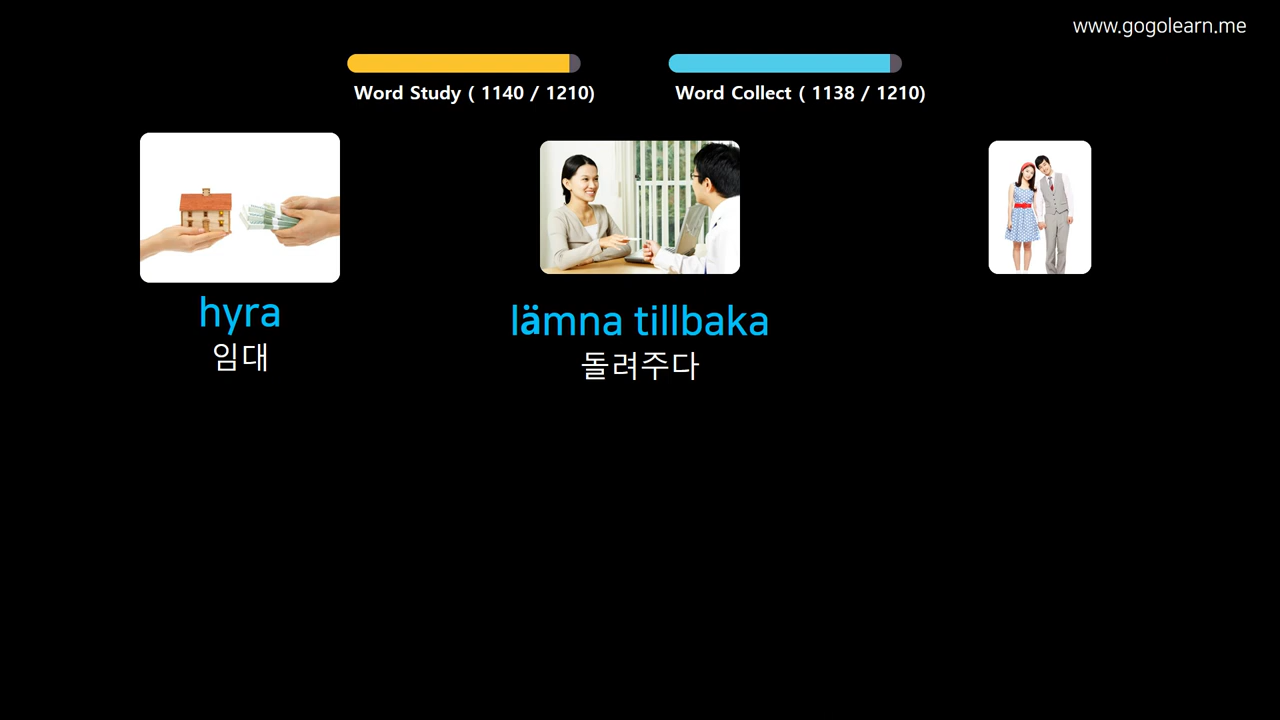 www.gogolearn.me
Word Study ( 1140 / 1210)
Word Collect ( 1138 / 1210)
hyra
임대
lämna tillbaka
돌려주다